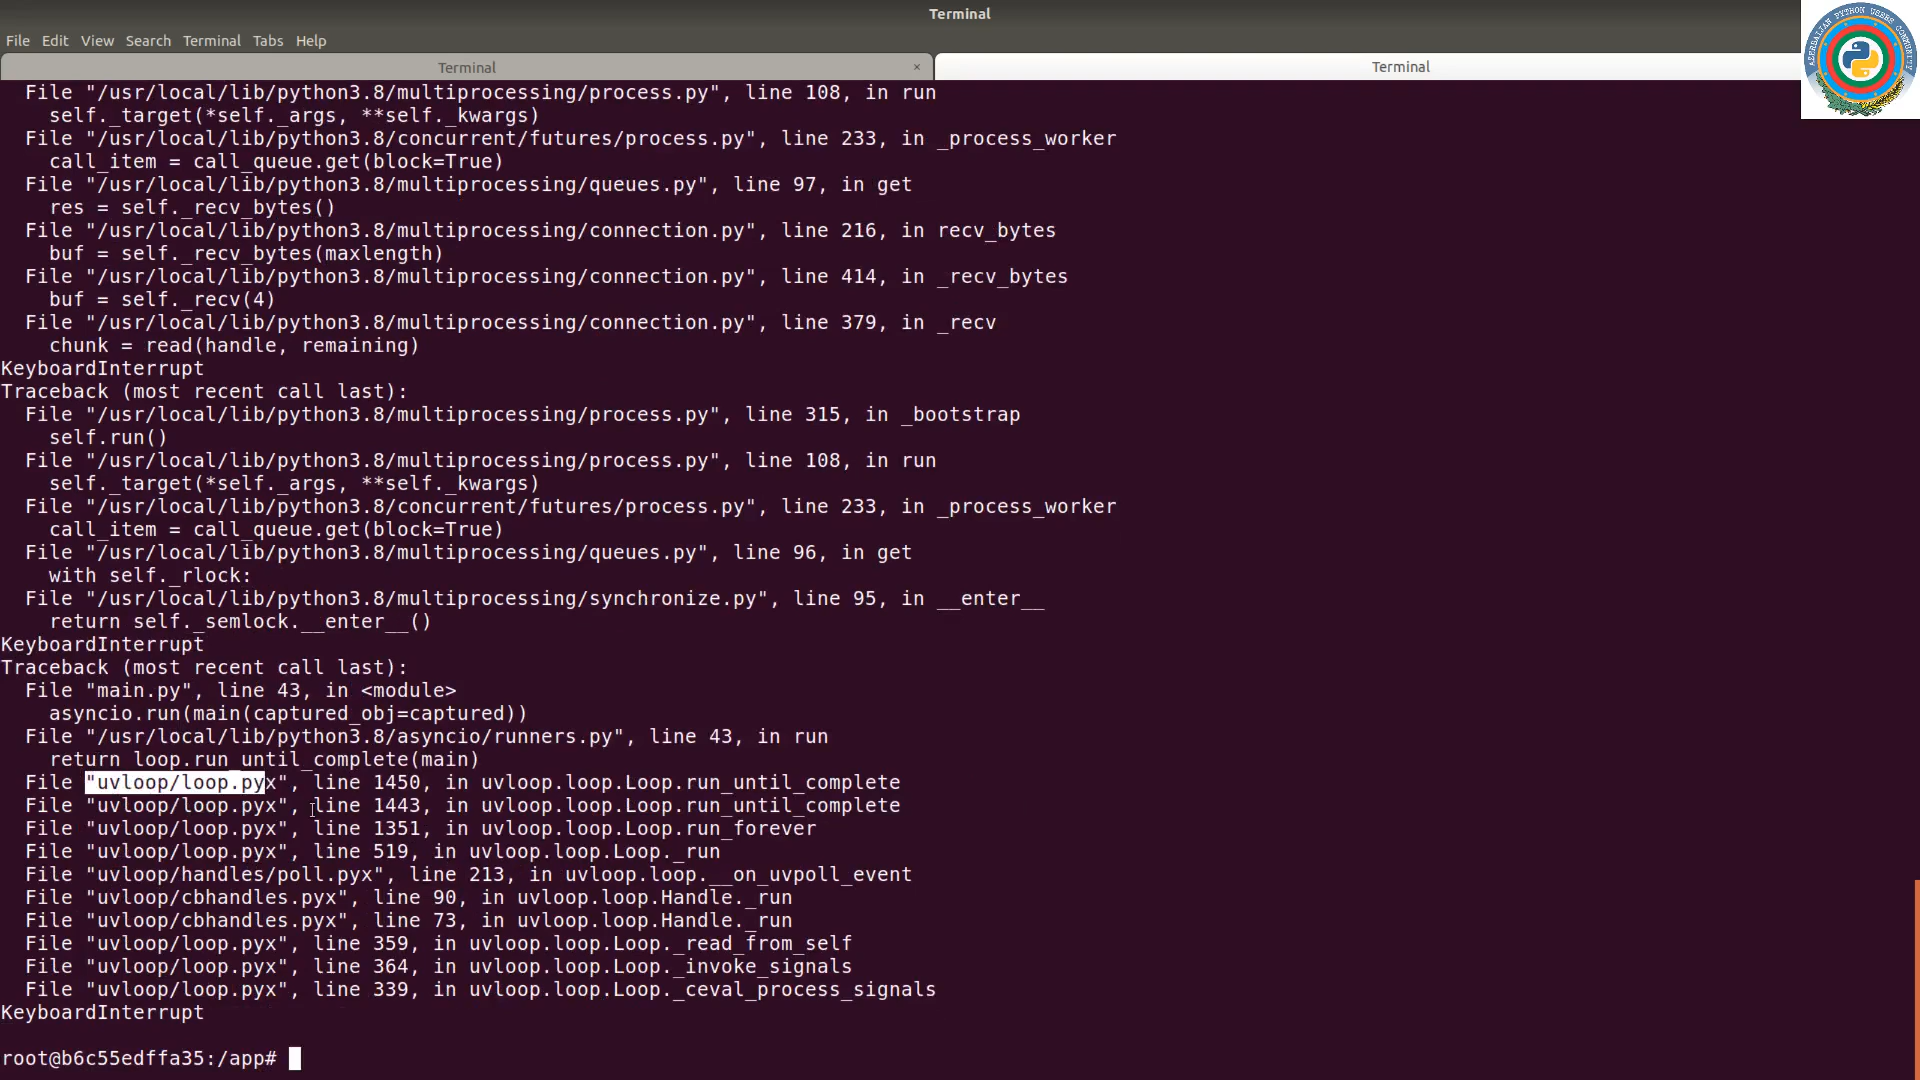 Terminal
File Edit View Search Terminal Tabs Help
Terminal × Terminal
AZERBAIJAN PYTHON USERS COMMUNITY
  File "/usr/local/lib/python3.8/multiprocessing/process.py", line 108, in run
    self._target(*self._args, **self._kwargs)
  File "/usr/local/lib/python3.8/concurrent/futures/process.py", line 233, in _process_worker
    call_item = call_queue.get(block=True)
  File "/usr/local/lib/python3.8/multiprocessing/queues.py", line 97, in get
    res = self._recv_bytes()
  File "/usr/local/lib/python3.8/multiprocessing/connection.py", line 216, in recv_bytes
    buf = self._recv_bytes(maxlength)
  File "/usr/local/lib/python3.8/multiprocessing/connection.py", line 414, in _recv_bytes
    buf = self._recv(4)
  File "/usr/local/lib/python3.8/multiprocessing/connection.py", line 379, in _recv
    chunk = read(handle, remaining)
KeyboardInterrupt
Traceback (most recent call last):
  File "/usr/local/lib/python3.8/multiprocessing/process.py", line 315, in _bootstrap
    self.run()
  File "/usr/local/lib/python3.8/multiprocessing/process.py", line 108, in run
    self._target(*self._args, **self._kwargs)
  File "/usr/local/lib/python3.8/concurrent/futures/process.py", line 233, in _process_worker
    call_item = call_queue.get(block=True)
  File "/usr/local/lib/python3.8/multiprocessing/queues.py", line 96, in get
    with self._rlock:
  File "/usr/local/lib/python3.8/multiprocessing/synchronize.py", line 95, in __enter__
    return self._semlock.__enter__()
KeyboardInterrupt
Traceback (most recent call last):
  File "main.py", line 43, in <module>
    asyncio.run(main(captured_obj=captured))
  File "/usr/local/lib/python3.8/asyncio/runners.py", line 43, in run
    return loop.run_until_complete(main)
  File "uvloop/loop.pyx", line 1450, in uvloop.loop.Loop.run_until_complete
  File "uvloop/loop.pyx", line 1443, in uvloop.loop.Loop.run_until_complete
  File "uvloop/loop.pyx", line 1351, in uvloop.loop.Loop.run_forever
  File "uvloop/loop.pyx", line 519, in uvloop.loop.Loop._run
  File "uvloop/handles/poll.pyx", line 213, in uvloop.loop.__on_uvpoll_event
  File "uvloop/cbhandles.pyx", line 90, in uvloop.loop.Handle._run
  File "uvloop/cbhandles.pyx", line 73, in uvloop.loop.Handle._run
  File "uvloop/loop.pyx", line 359, in uvloop.loop.Loop._read_from_self
  File "uvloop/loop.pyx", line 364, in uvloop.loop.Loop._invoke_signals
  File "uvloop/loop.pyx", line 339, in uvloop.loop.Loop._ceval_process_signals
KeyboardInterrupt
root@b6c55edffa35:/app#